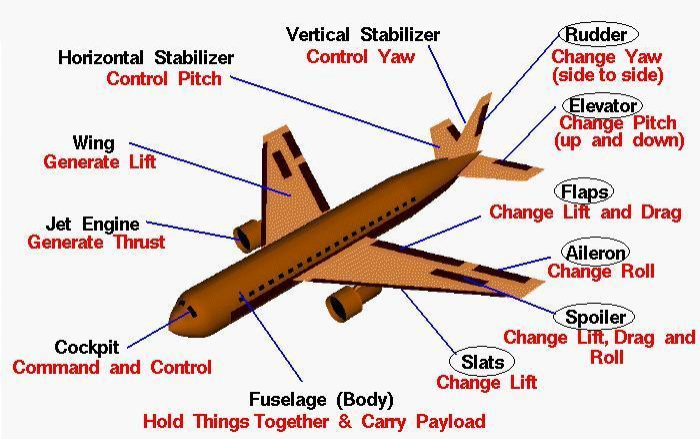 Vertical Stabilizer
Control Yaw
Rudder
Change Yaw
(side to side)
Horizontal Stabilizer
Control Pitch
Elevator
Change Pitch
(up and down)
Wing
Generate Lift
Flaps
Change Lift and Drag
Jet Engine
Generate Thrust
Aileron
Change Roll
Spoiler
Change Lift, Drag and
Roll
Cockpit
Command and Control
Slats
Change Lift
Fuselage (Body)
Hold Things Together & Carry Payload